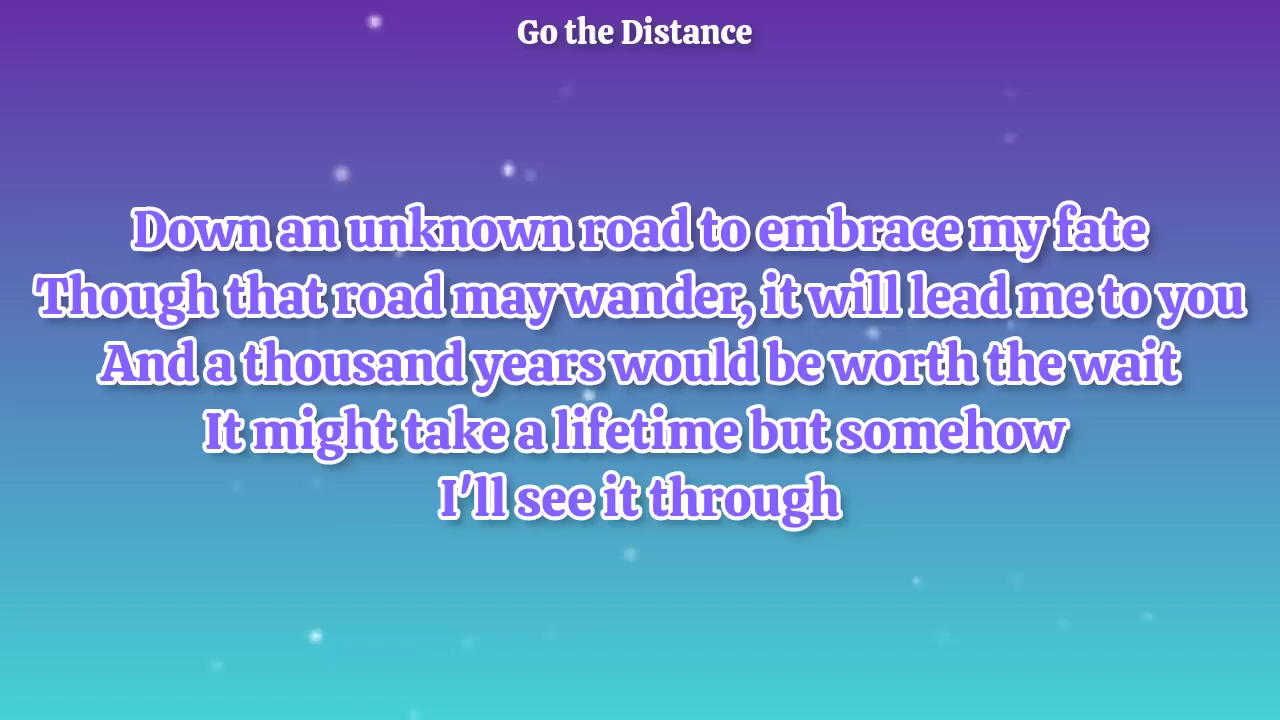 Go the Distance
Down an unknown road to embrace my fate
Though that road may wander, it will lead me to you
And a thousand years would be worth the wait
It might take a lifetime but somehow
I'll see it through